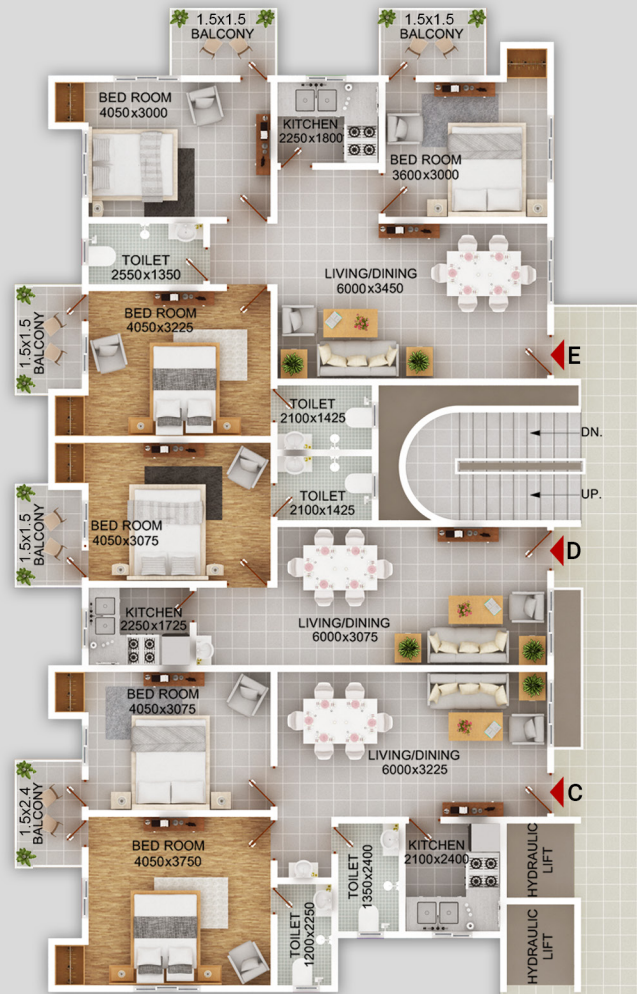 1.5x1.5
BALCONY
1.5x1.5
BALCONY
BED ROOM
4050x3000
KITCHEN
2250x1800
BED ROOM
3600x3000
TOILET
2550x1350
LIVING/DINING
6000x3450
1.5x1.5
BALCONY
BED ROOM
4050x3225
E
TOILET
2100x1425
DN.
UP.
TOILET
2100x1425
1.5x1.5
BALCONY
BED ROOM
4050x3075
D
KITCHEN
2250x1725
LIVING/DINING
6000x3075
BED ROOM
4050x3075
LIVING/DINING
6000x3225
C
1.5x2.4
BALCONY
BED ROOM
4050x3750
TOILET
1350x2400
KITCHEN
2100x2400
HYDRAULIC
LIFT
TOILET
1200x2250
HYDRAULIC
LIFT